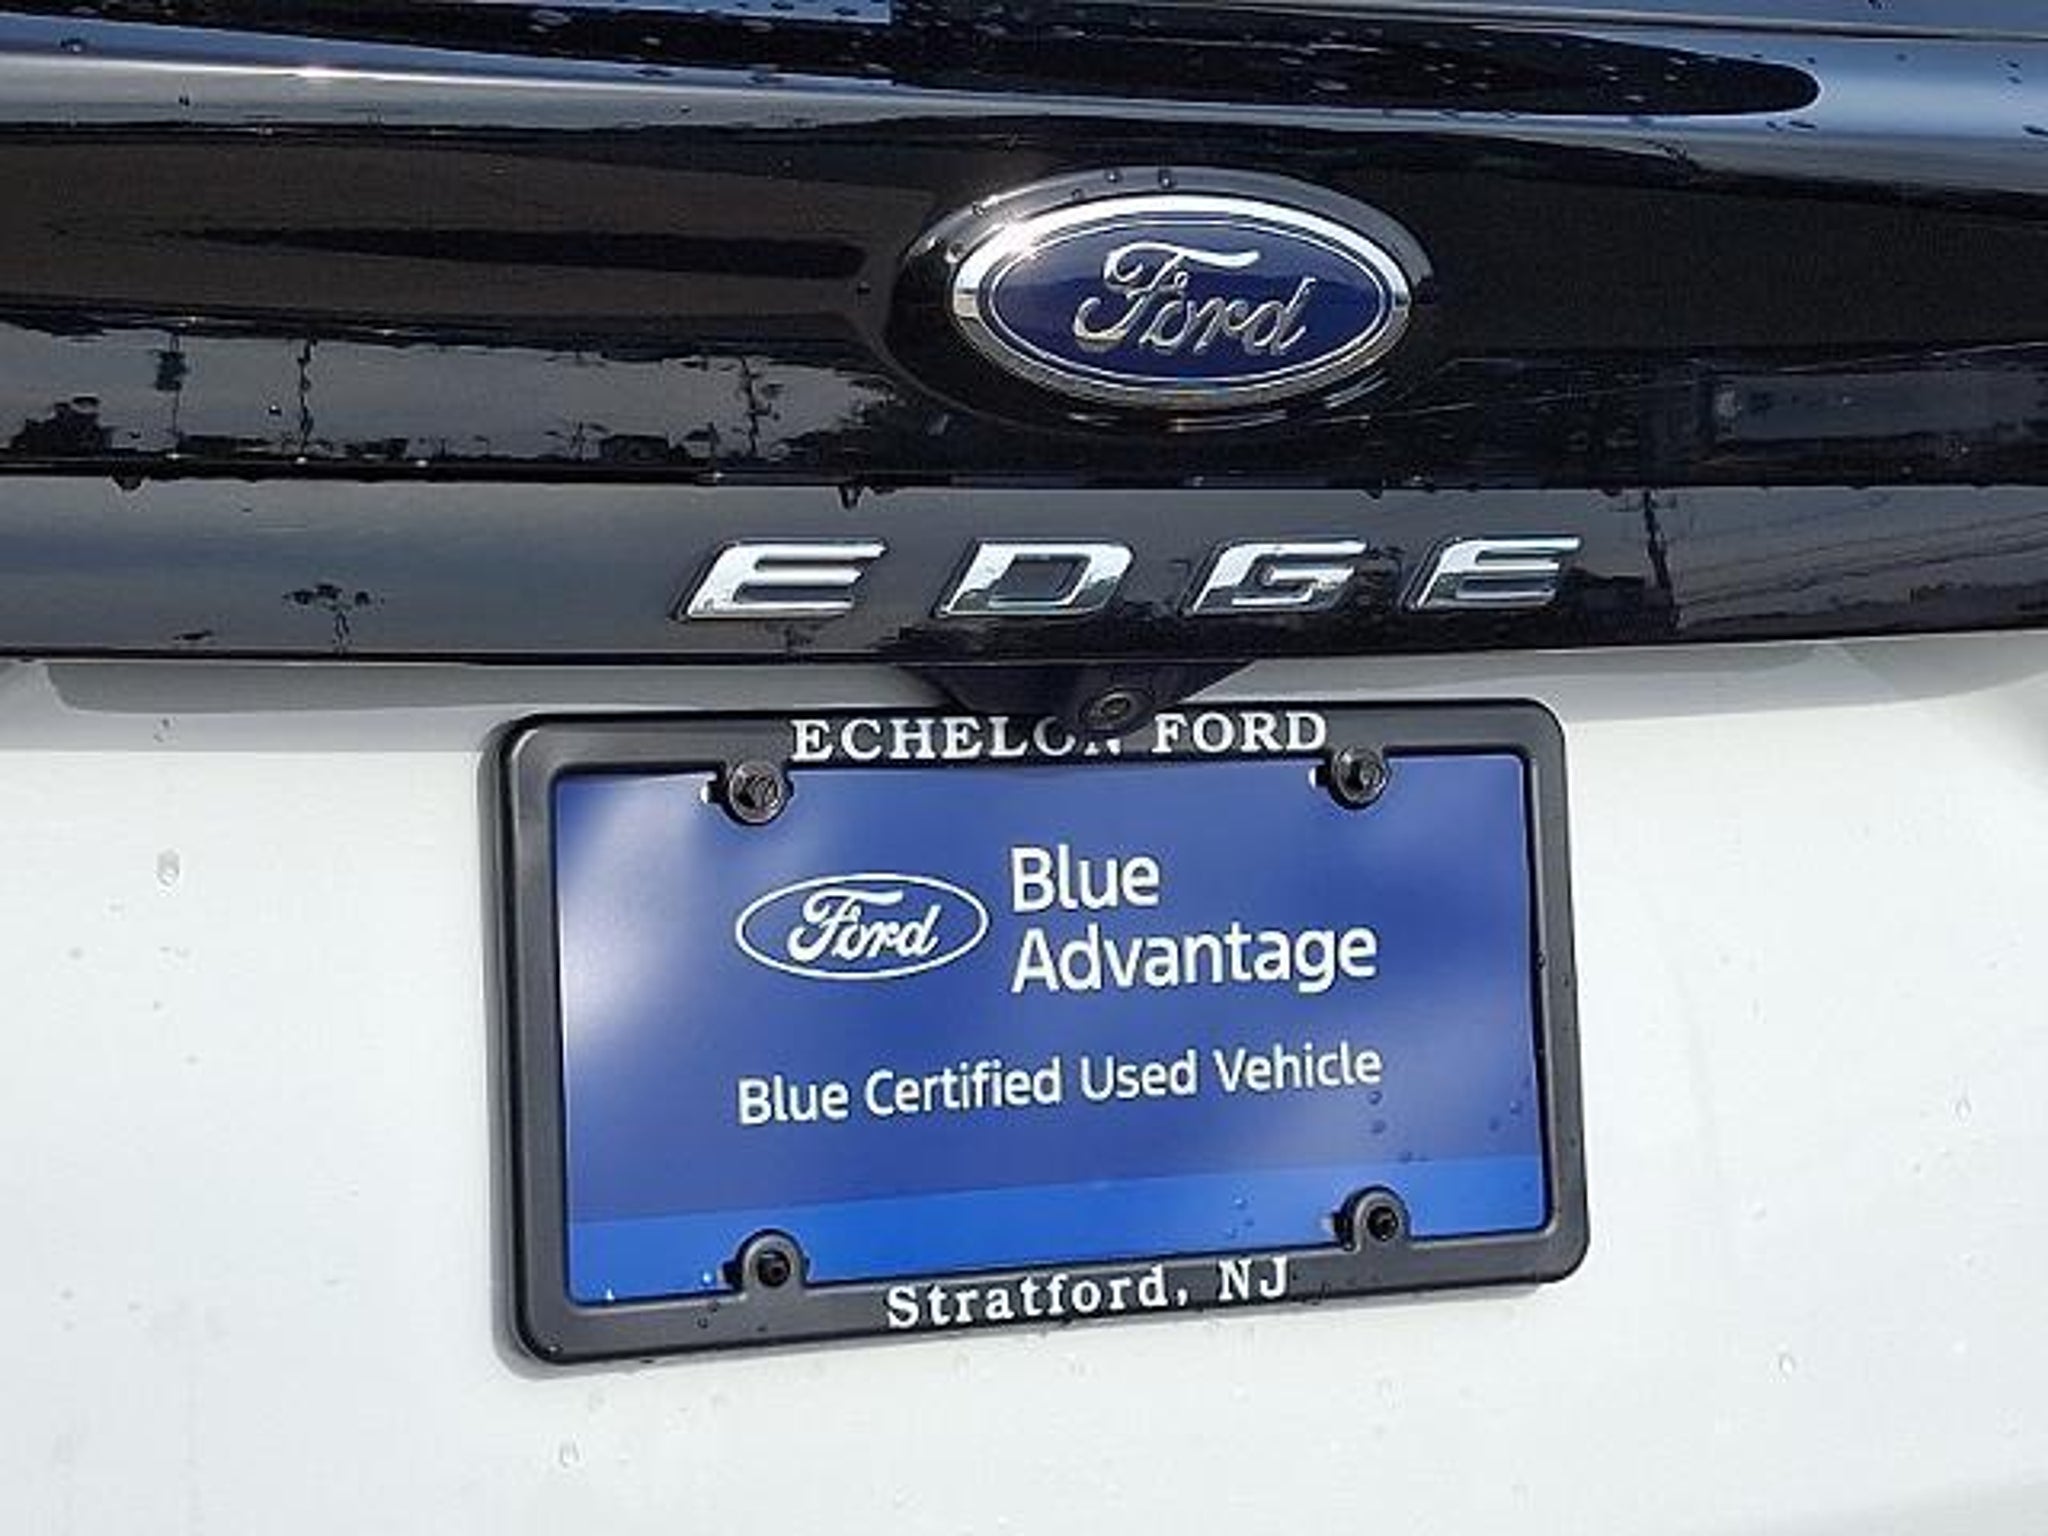 Ford
EDGE
ECHELON FORD
Ford
Blue
Advantage
Blue Certified Used Vehicle
Stratford, NJ